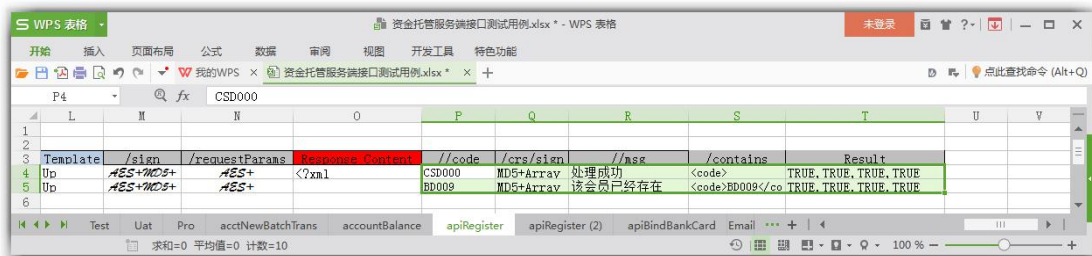 WPS 表格 资金托管服务端接口测试用例.xlsx * - WPS 表格 未登录
开始 插入 页面布局 公式 数据 审阅 视图 开发工具 特色功能
我的WPS × 资金托管服务端接口测试用例.xlsx * × + 点此查找命令 (Alt+Q)
P4 fx CSD000
L M N O P Q R S T U V
1
2
3 Template /sign /requestParams Response Content //code /crs/sign //msg /contains Result
4 Up AES+MD5+ AES+ <?xml CSD000 MD5+Array 处理成功 <code> TRUE,TRUE,TRUE,TRUE
5 Up AES+MD5+ AES+ BD009 MD5+Array 该会员已经存在 <code>BD009</co TRUE,TRUE,TRUE,TRUE
6
Test Uat Pro acctNewBatchTrans accountBalance apiRegister apiRegister (2) apiBindBankCard Email ··· +
求和=0 平均值=0 计数=10 100 %